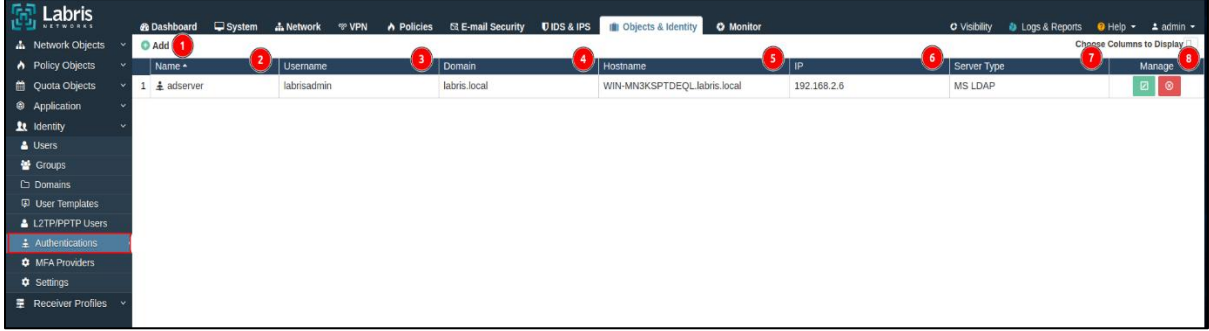 Labris
NETWORKS
Dashboard System Network VPN Policies E-mail Security IDS & IPS Objects & Identity Monitor Visibility Logs & Reports Help admin
Network Objects
Policy Objects
Quota Objects
Application
Identity
Users
Groups
Domains
User Templates
L2TP/PPTP Users
Authentications
MFA Providers
Settings
Receiver Profiles
Add 1 Choose Columns to Display
Name 2 Username 3 Domain 4 Hostname 5 IP 6 Server Type 7 Manage 8
1 adserver labrisadmin labris.local WIN-MN3KSPTDEQL.labris.local 192.168.2.6 MS LDAP